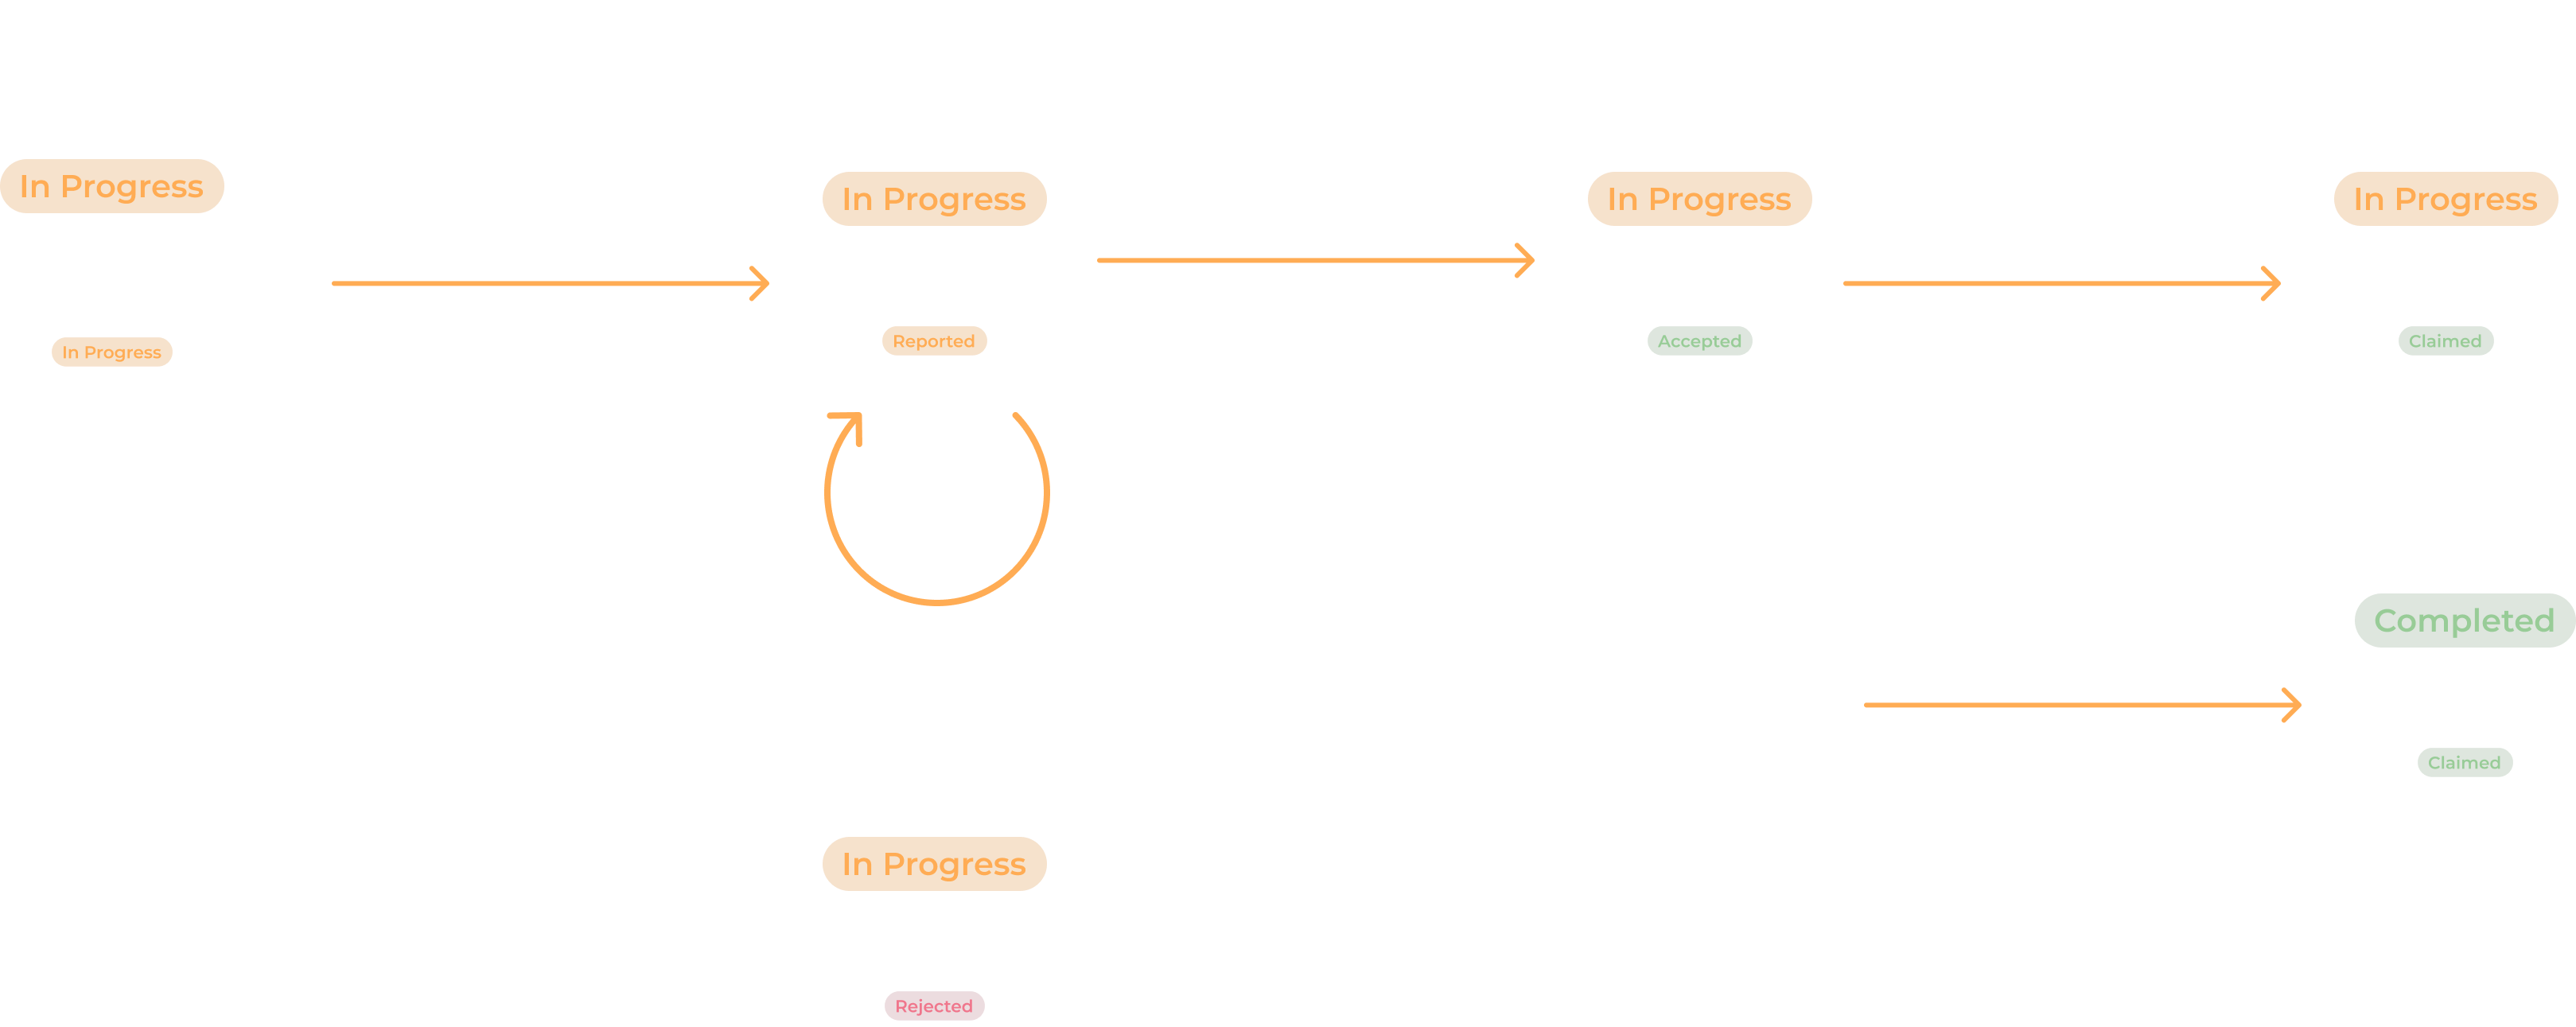 In Progress
In Progress
In Progress
In Progress
In Progress
Reported
Accepted
Claimed
Completed
Claimed
In Progress
Rejected